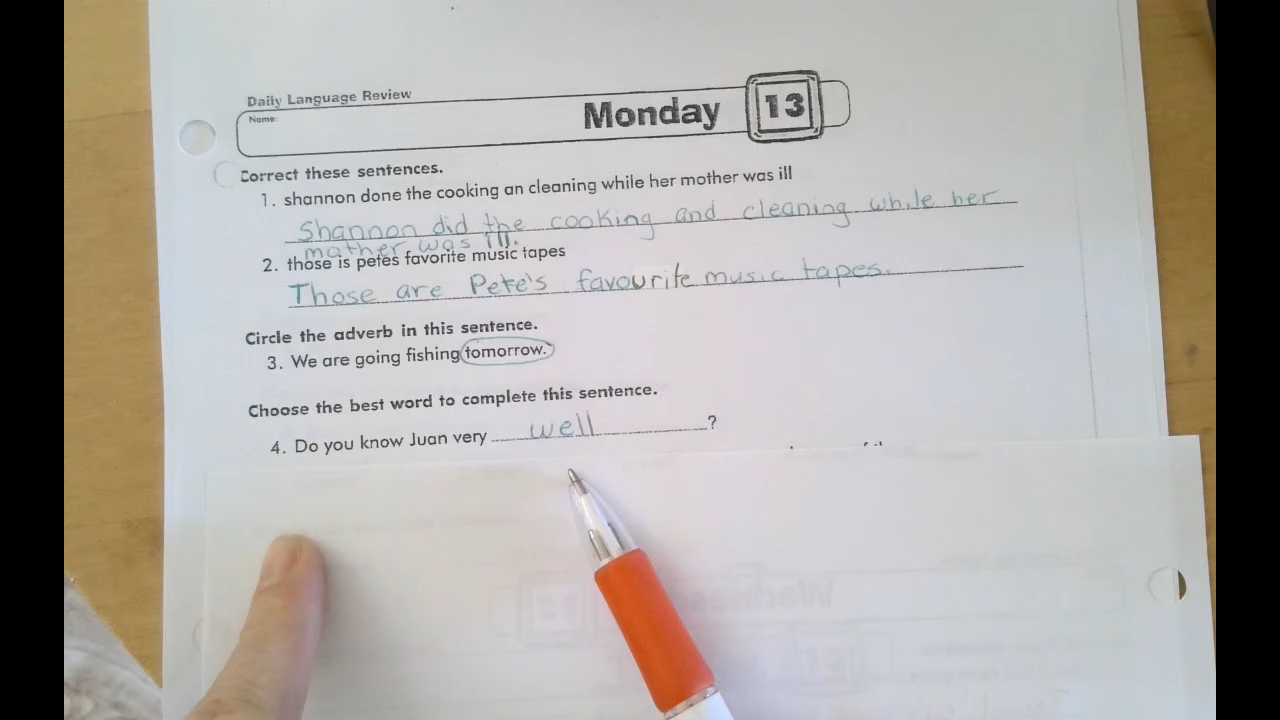 Daily Language Review
Name:
Monday 13
Correct these sentences.
1. shannon done the cooking an cleaning while her mother was ill
Shannon did the cooking and cleaning while her
mother was ill.
2. those is petes favorite music tapes
Those are Pete's favourite music tapes.
Circle the adverb in this sentence.
3. We are going fishing tomorrow.
Choose the best word to complete this sentence.
4. Do you know Juan very well ?